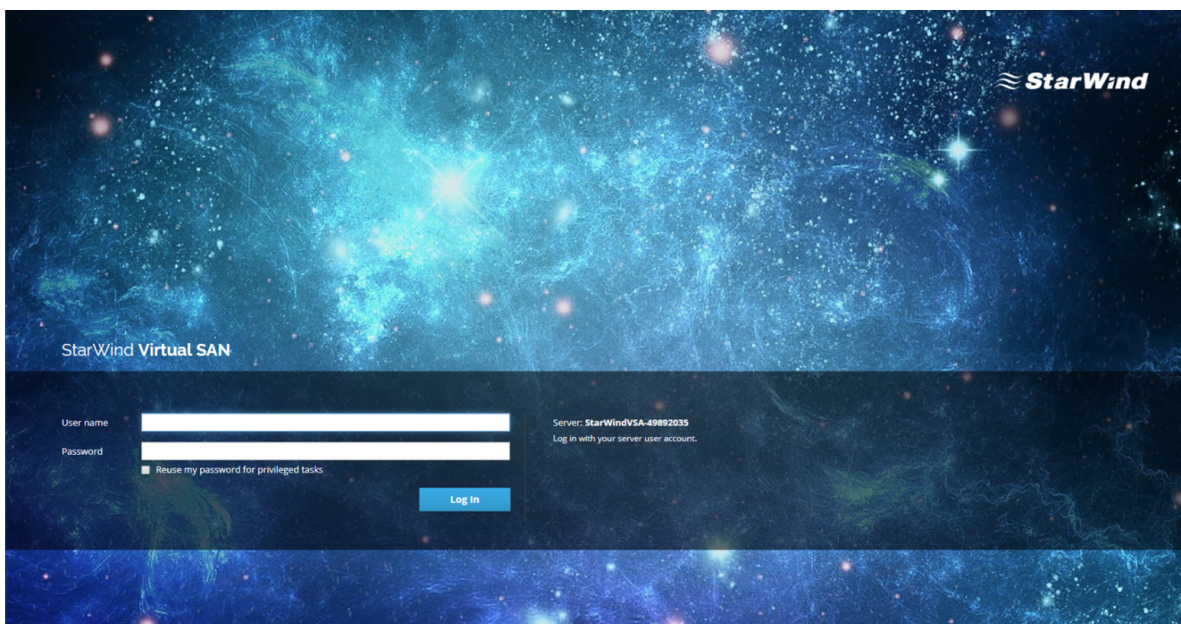 StarWind
StarWind Virtual SAN
User name
Password
Reuse my password for privileged tasks
Log In
Server: StarWindVSA-49892035
Log in with your server user account.